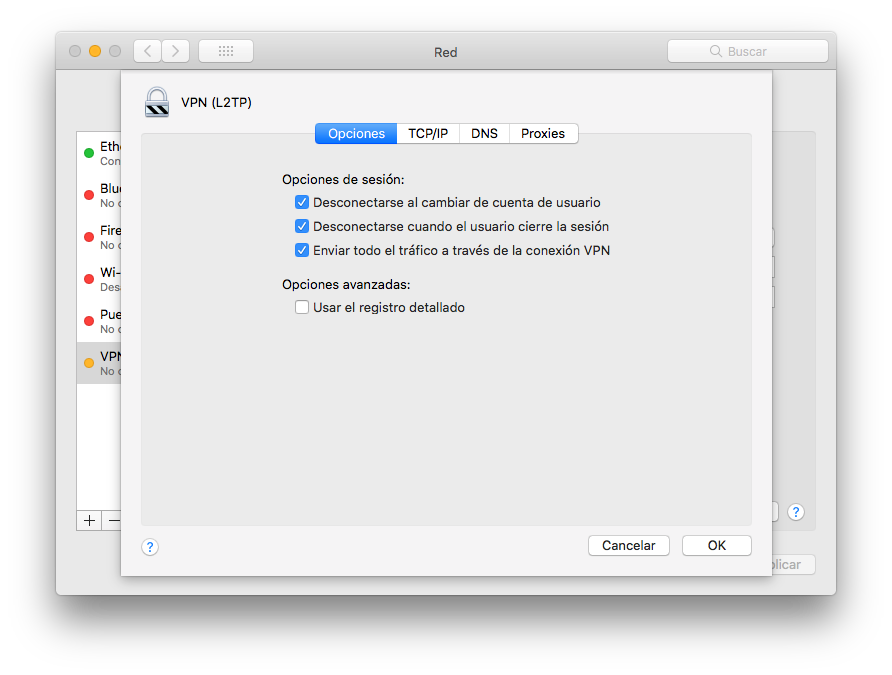 Red
Buscar
VPN (L2TP)
Opciones
TCP/IP
DNS
Proxies
Opciones de sesión:
Desconectarse al cambiar de cuenta de usuario
Desconectarse cuando el usuario cierre la sesión
Enviar todo el tráfico a través de la conexión VPN
Opciones avanzadas:
Usar el registro detallado
Eth
Con
Blu
No c
Fire
No c
Wi-
Des
Pue
No c
VPN
No c
+
−
?
?
Cancelar
OK
plicar